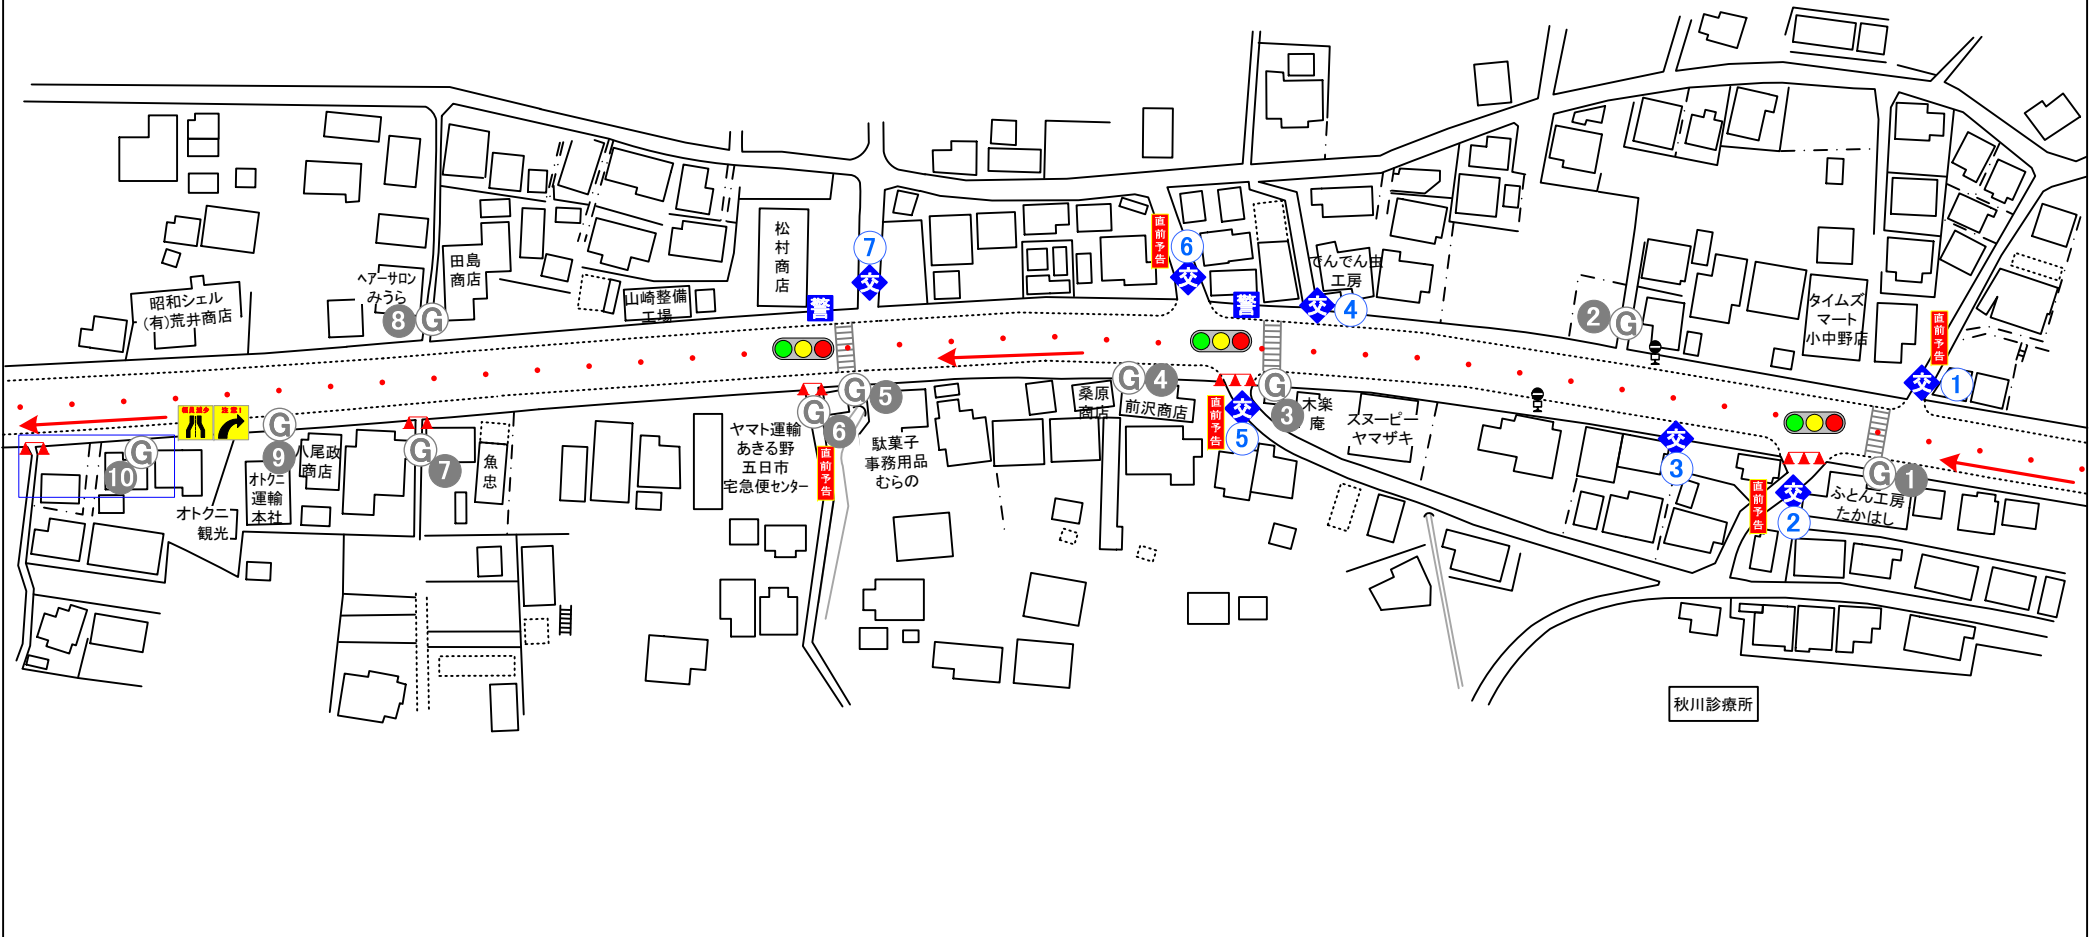 直前予告
6
7
松村商店
田島
商店
ヘアーサロン
みうら
昭和シェル
(有)荒井商店
8
G
山崎整備
工場
警
交
交
警
でんでん虫
工房
交
4
2
G
タイムズ
マート
小中野店
直前予告
交
1
幅員減少
注意!
G
9
八尾政
商店
オトクニ
運輸
本社
オトクニ
観光
G
10
G
7
魚忠
G
5
G
6
直前予告
ヤマト運輸
あきる野
五日市
宅急便センター
駄菓子
事務用品
むらの
G
4
桑原
商店
前沢商店
G
3
木楽
庵
直前予告
交
5
スヌーピー
ヤマザキ
交
3
直前予告
交
2
G
1
ふとん工房
たかはし
秋川診療所